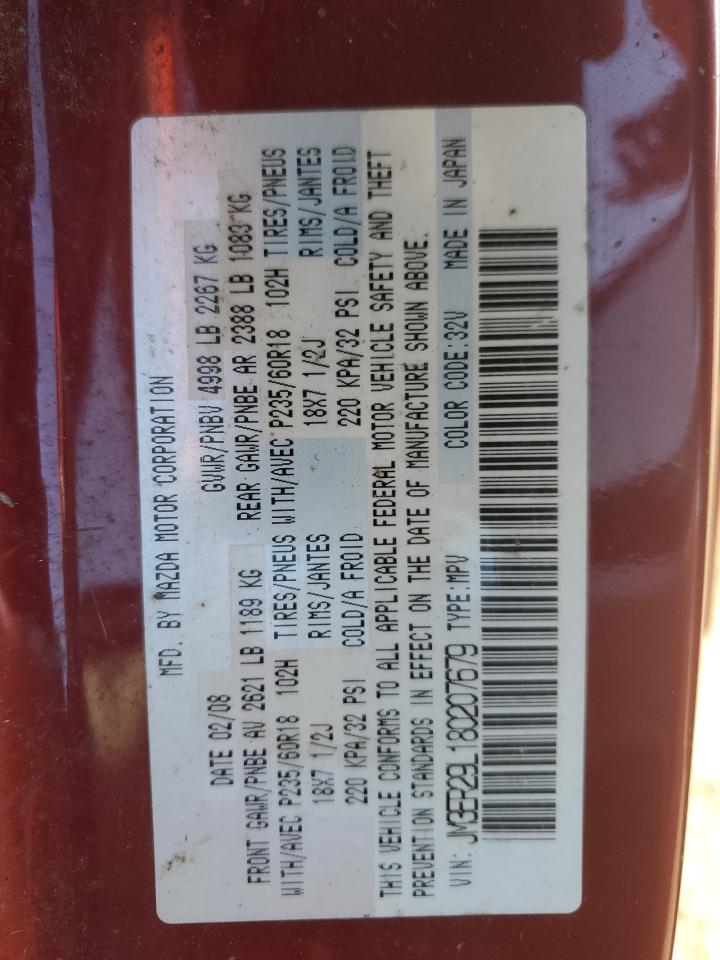 MFD. BY MAZDA MOTOR CORPORATION
DATE 02/08 GVWR/PNBV 4998 LB 2267 KG
FRONT GAWR/PNBE AV 2621 LB 1189 KG REAR GAWR/PNBE AR 2388 LB 1083 KG
WITH/AVEC P235/60R18 102H TIRES/PNEUS WITH/AVEC P235/60R18 102H TIRES/PNEUS
18X7 1/2J RIMS/JANTES 18X7 1/2J RIMS/JANTES
220 KPA/32 PSI COLD/A FROID 220 KPA/32 PSI COLD/A FROID
THIS VEHICLE CONFORMS TO ALL APPLICABLE FEDERAL MOTOR VEHICLE SAFETY AND THEFT
PREVENTION STANDARDS IN EFFECT ON THE DATE OF MANUFACTURE SHOWN ABOVE.
VIN: JM3ER29L180207679 TYPE:MPV COLOR CODE:32V MADE IN JAPAN